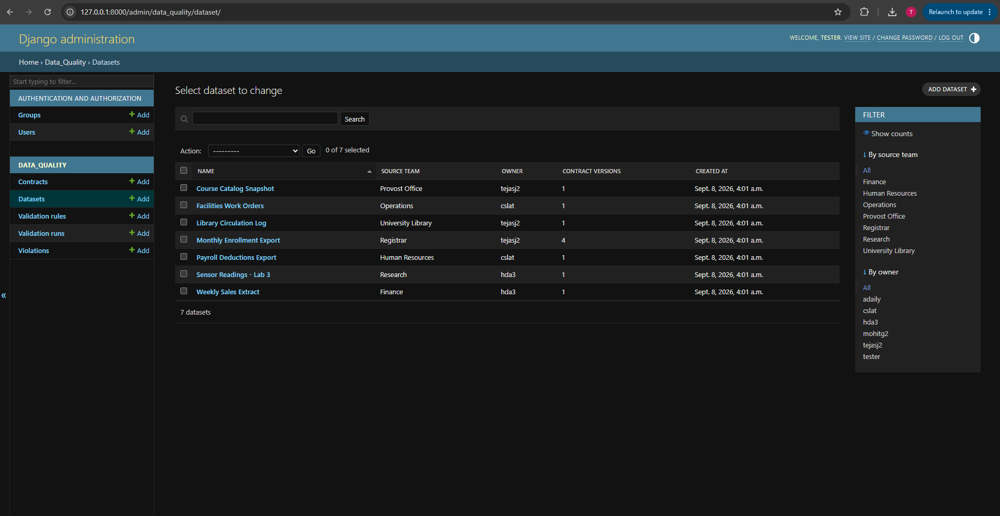 127.0.0.1:8000/admin/data_quality/dataset/
T
Relaunch to update
Django administration
WELCOME, TESTER. VIEW SITE / CHANGE PASSWORD / LOG OUT
Home › Data_Quality › Datasets
Start typing to filter...
AUTHENTICATION AND AUTHORIZATION
Groups + Add
Users + Add
DATA_QUALITY
Contracts + Add
Datasets + Add
Validation rules + Add
Validation runs + Add
Violations + Add
«
Select dataset to change
ADD DATASET +
Search
Action: --------- Go 0 of 7 selected
NAME SOURCE TEAM OWNER CONTRACT VERSIONS CREATED AT
Course Catalog Snapshot Provost Office tejasj2 1 Sept. 8, 2026, 4:01 a.m.
Facilities Work Orders Operations cslat 1 Sept. 8, 2026, 4:01 a.m.
Library Circulation Log University Library tejasj2 1 Sept. 8, 2026, 4:01 a.m.
Monthly Enrollment Export Registrar tejasj2 4 Sept. 8, 2026, 4:01 a.m.
Payroll Deductions Export Human Resources cslat 1 Sept. 8, 2026, 4:01 a.m.
Sensor Readings - Lab 3 Research hda3 1 Sept. 8, 2026, 4:01 a.m.
Weekly Sales Extract Finance hda3 1 Sept. 8, 2026, 4:01 a.m.
7 datasets
FILTER
Show counts
↓ By source team
All
Finance
Human Resources
Operations
Provost Office
Registrar
Research
University Library
↓ By owner
All
adaily
cslat
hda3
mohitg2
tejasj2
tester